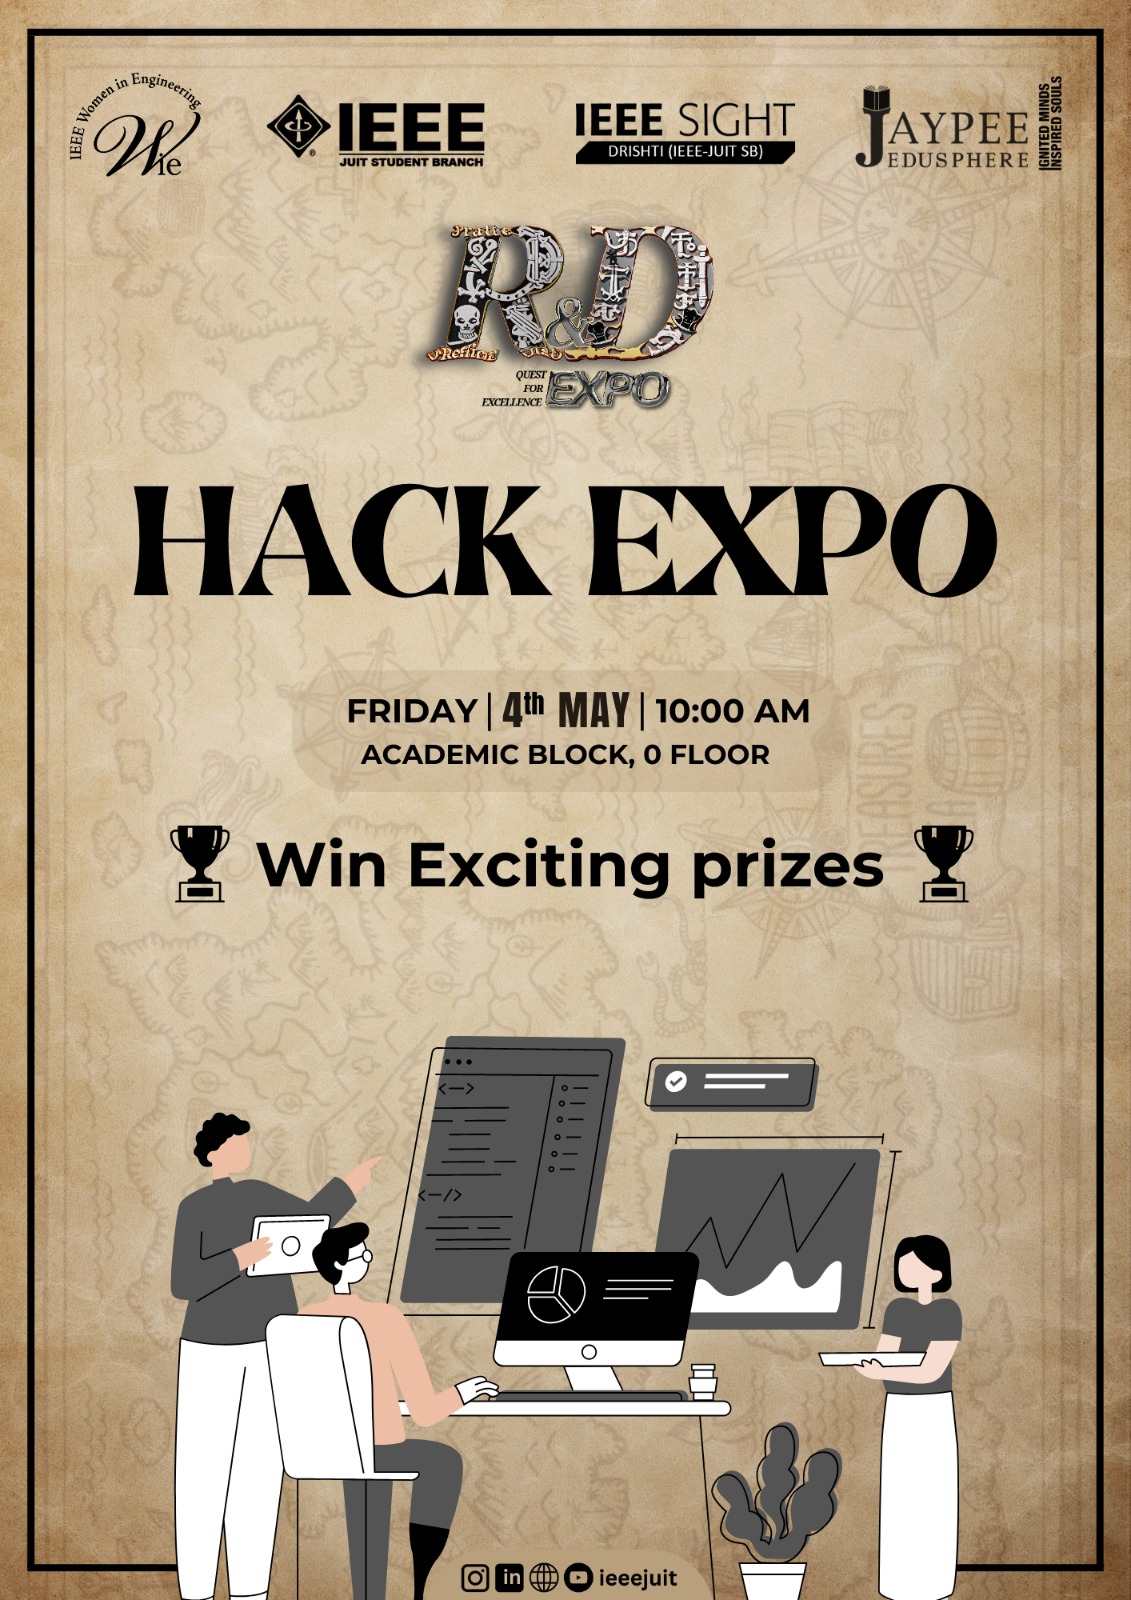 IEEE Women in Engineering
Wie
IEEE
JUIT STUDENT BRANCH
IEEE SIGHT
DRISHTI (IEEE-JUIT SB)
JAYPEE
EDUSPHERE
IGNITED MINDS
INSPIRED SOULS
R&D
QUEST
FOR
EXCELLENCE
EXPO
HACK EXPO
FRIDAY | 4th MAY | 10:00 AM
ACADEMIC BLOCK, 0 FLOOR
Win Exciting prizes
ieeejuit